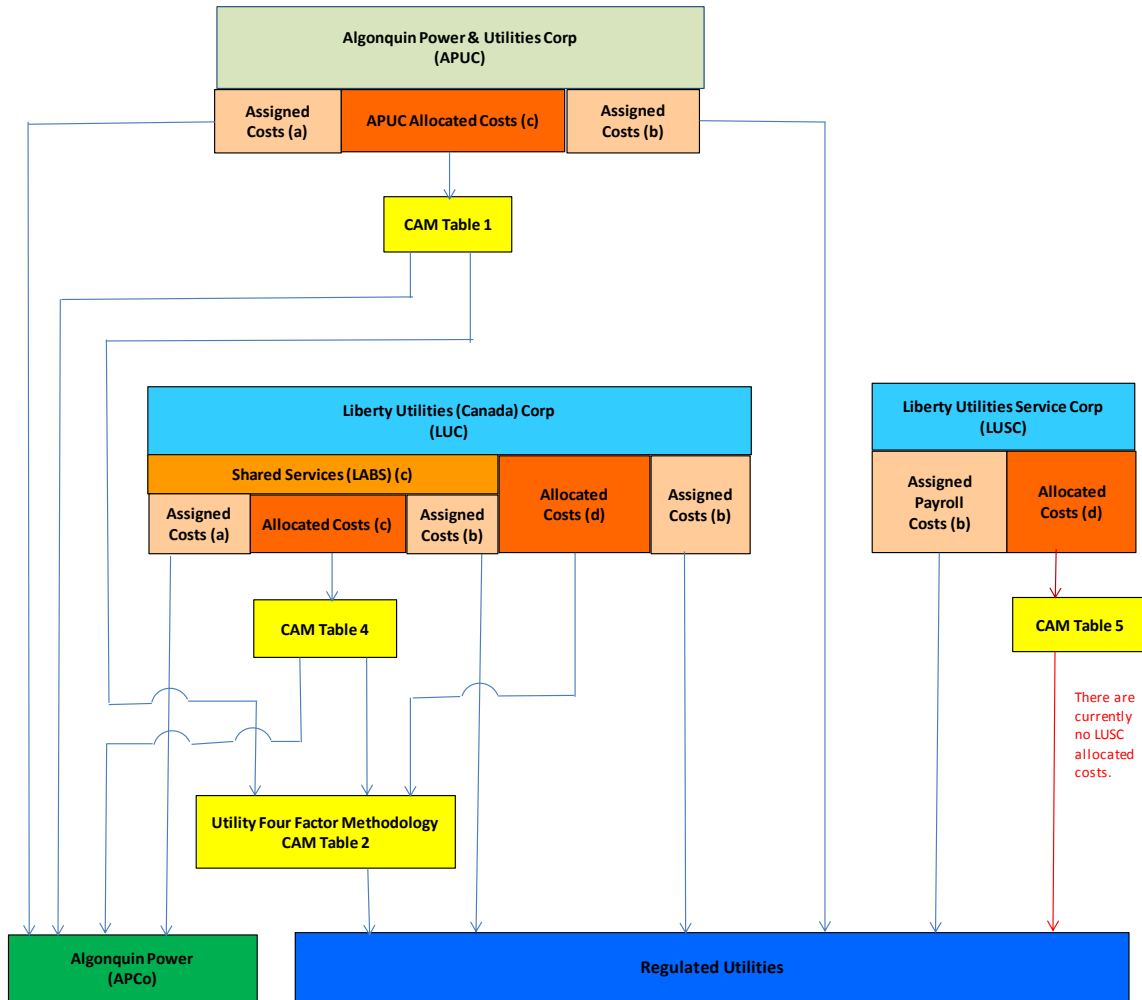 Algonquin Power & Utilities Corp
(APUC)
Assigned
Costs (a)
APUC Allocated Costs (c)
Assigned
Costs (b)
CAM Table 1
Liberty Utilities (Canada) Corp
(LUC)
Liberty Utilities Service Corp
(LUSC)
Shared Services (LABS) (c)
Assigned
Costs (a)
Allocated Costs (c)
Assigned
Costs (b)
Allocated
Costs (d)
Assigned
Costs (b)
Assigned
Payroll
Costs (b)
Allocated
Costs (d)
CAM Table 4
CAM Table 5
There are
currently
no LUSC
allocated
costs.
Utility Four Factor Methodology
CAM Table 2
Algonquin Power
(APCo)
Regulated Utilities